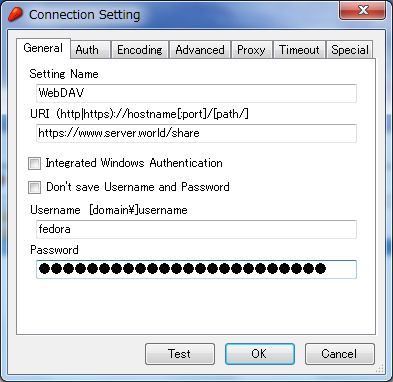 Connection Setting
General Auth Encoding Advanced Proxy Timeout Special
Setting Name
WebDAV
URI (http|https)://hostname[:port]/[path/]
https://www.server.world/share
Integrated Windows Authentication
Don't save Username and Password
Username [domain¥]username
fedora
Password
●●●●●●●●●●●●●●●●●●●●●●●●
Test OK Cancel